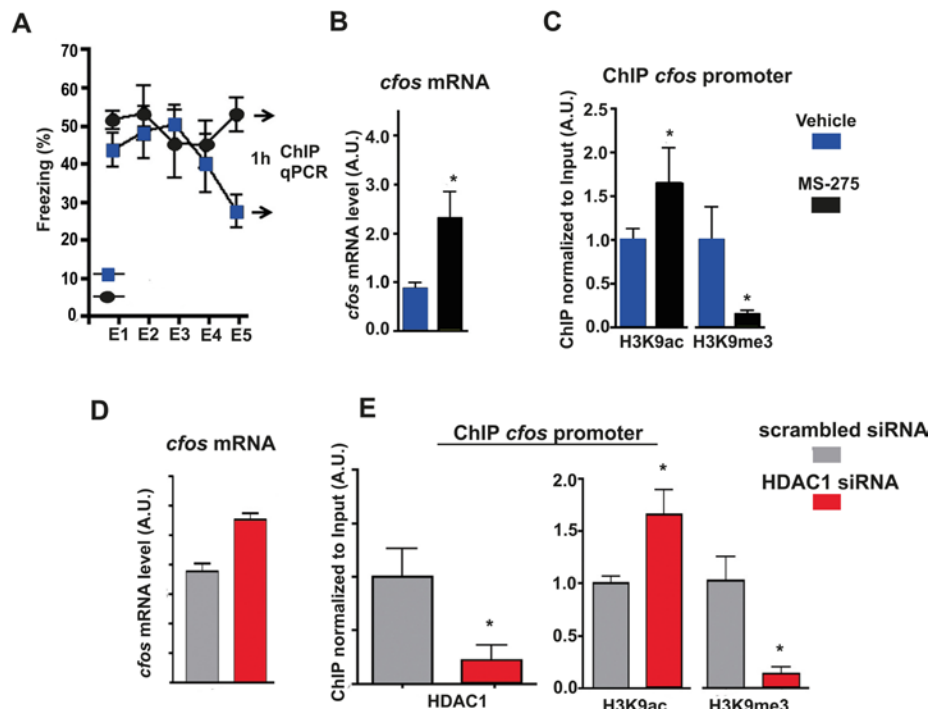 A
70
60
50
40
30
20
10
0
Freezing (%)
E1 E2 E3 E4 E5
1h ChIP
qPCR
B
cfos mRNA
cfos mRNA level (A.U.)
4.0
3.0
2.0
1.0
*
C
ChIP cfos promoter
ChIP normalized to Input (A.U.)
2.5
2.0
1.5
1.0
0.5
0.0
*
*
H3K9ac H3K9me3
Vehicle
MS-275
D
cfos mRNA
cfos mRNA level (A.U.)
E
ChIP cfos promoter
ChIP normalized to Input (A.U.)
*
HDAC1
2.0
1.5
1.0
0.5
0.0
*
*
H3K9ac H3K9me3
scrambled siRNA
HDAC1 siRNA